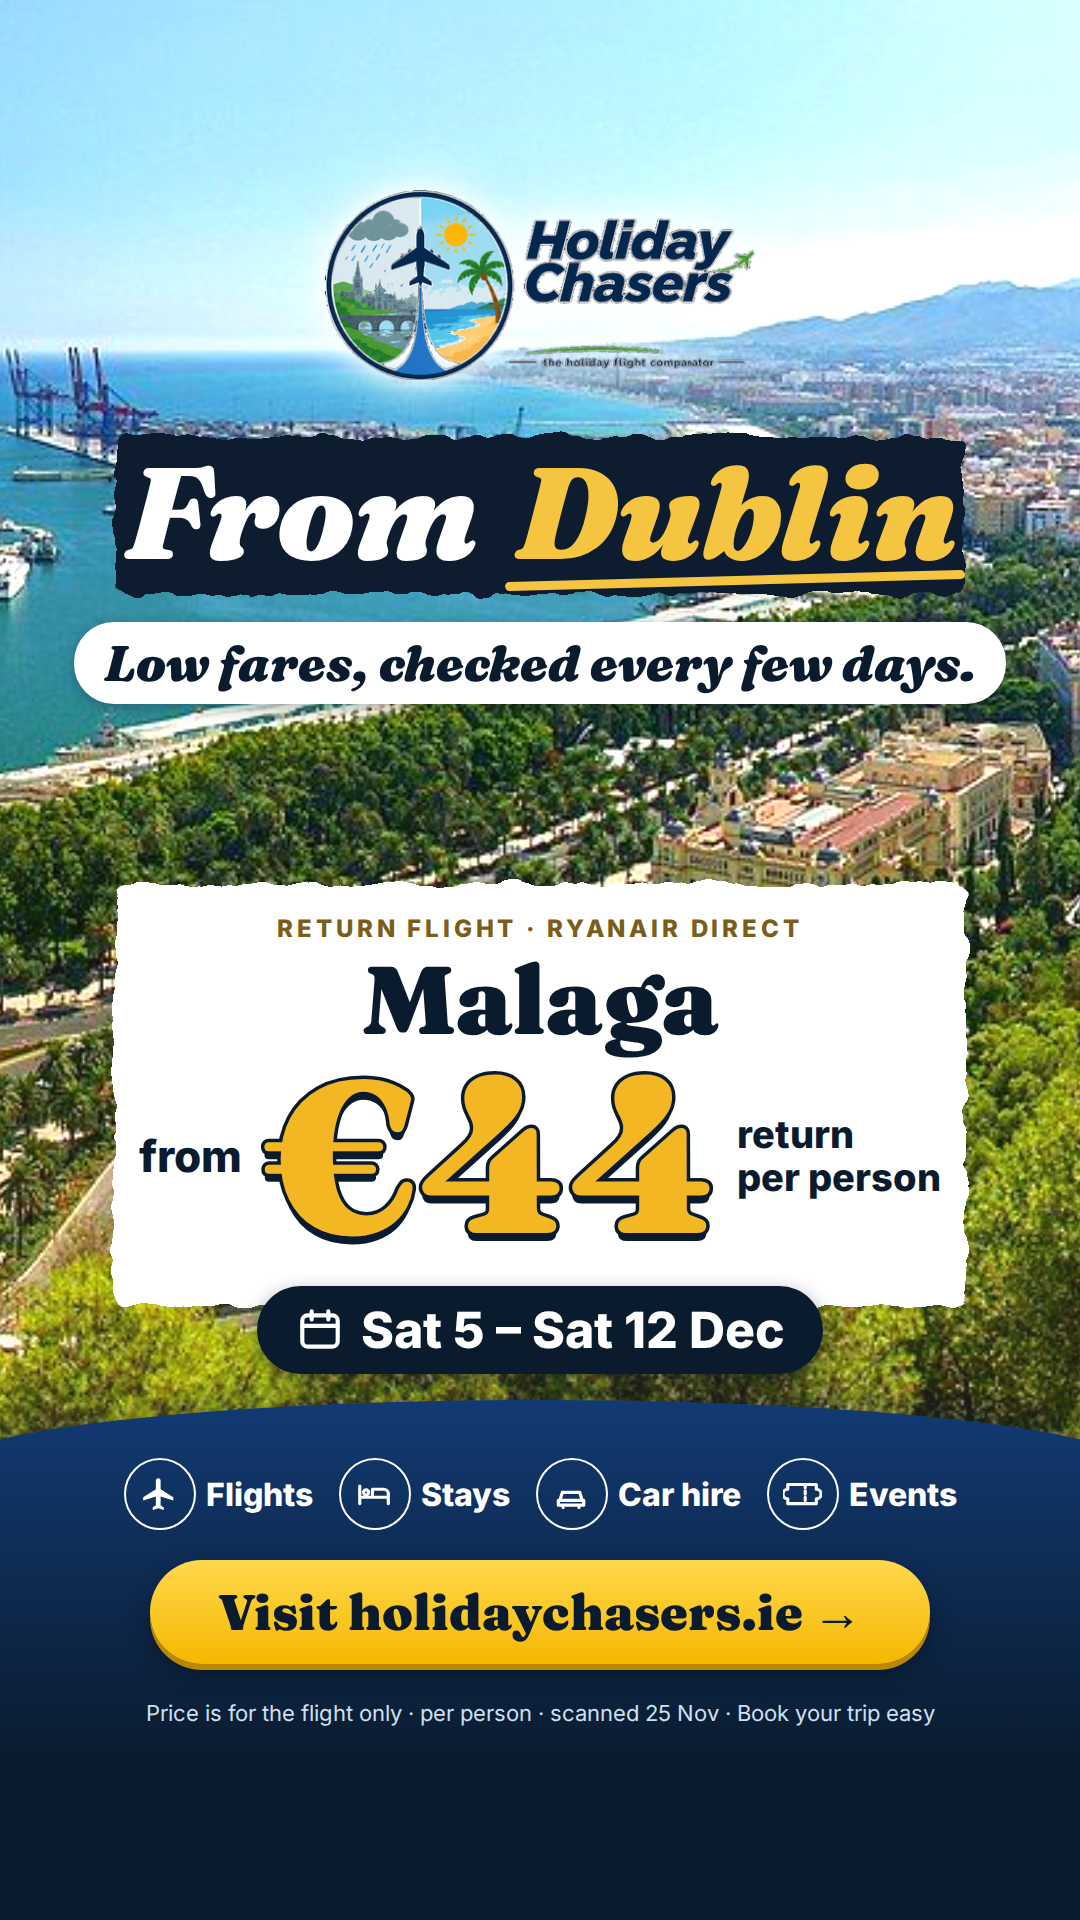 Holiday
Chasers
the holiday flight comparator
From Dublin
Low fares, checked every few days.
RETURN FLIGHT · RYANAIR DIRECT
Malaga
from €44 return
per person
Sat 5 – Sat 12 Dec
Flights Stays Car hire Events
Visit holidaychasers.ie →
Price is for the flight only · per person · scanned 25 Nov · Book your trip easy